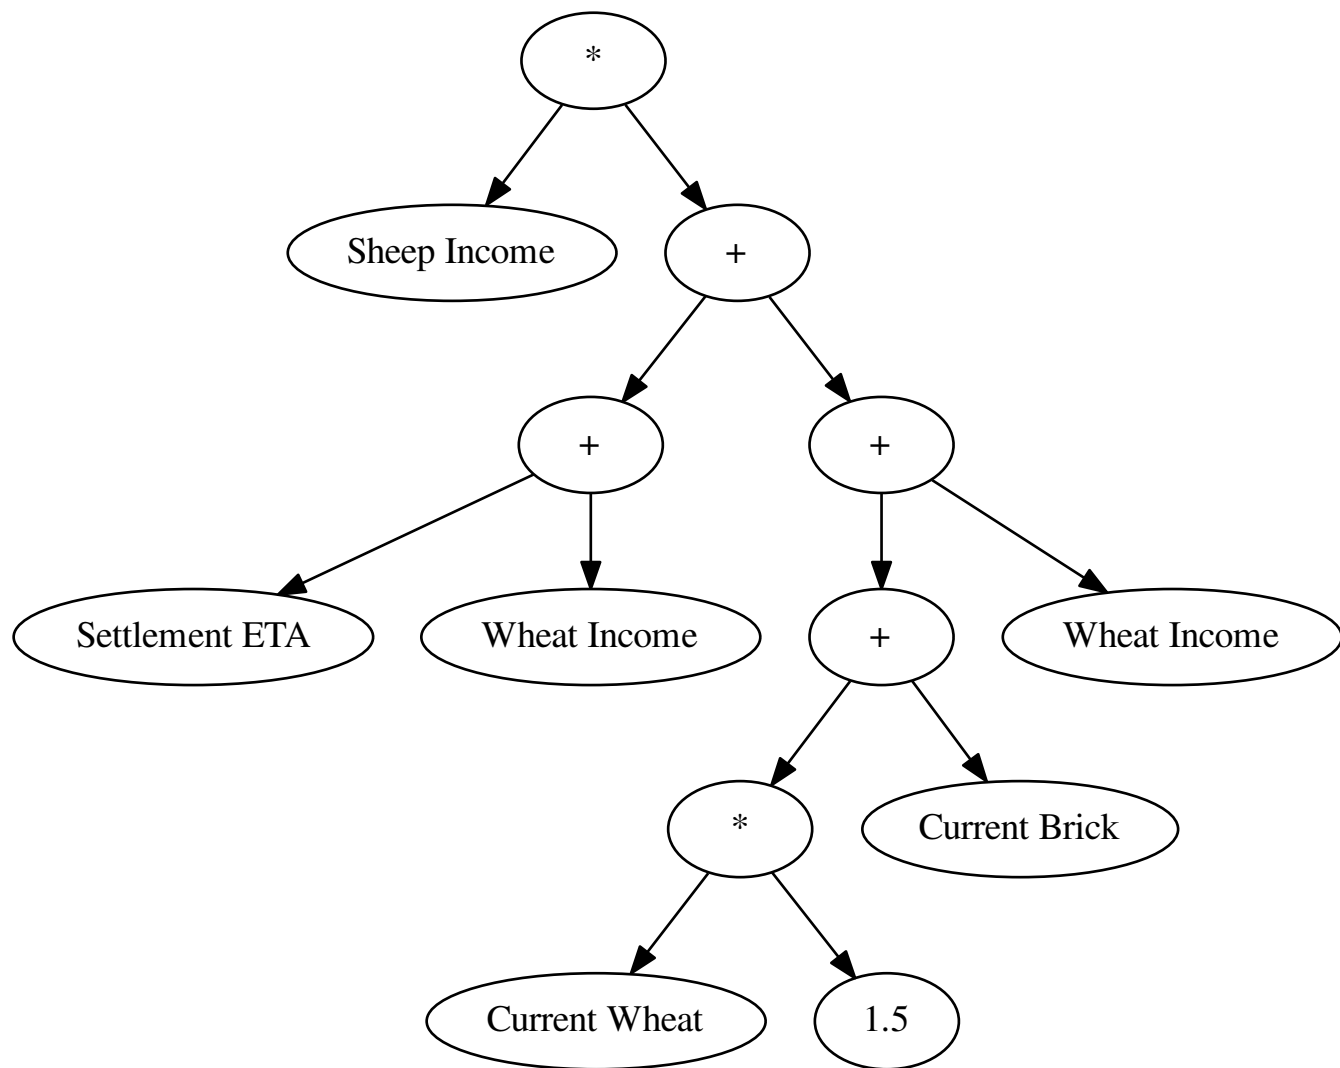 *
Sheep Income
+
+
+
Settlement ETA
Wheat Income
+
Wheat Income
*
Current Brick
Current Wheat
1.5